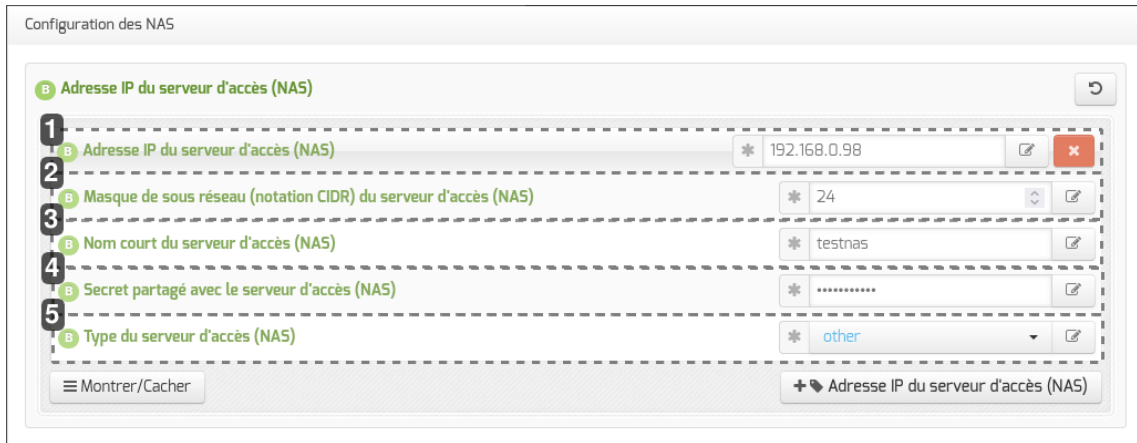 Configuration des NAS
B Adresse IP du serveur d'accès (NAS)
1
B Adresse IP du serveur d'accès (NAS) 192.168.0.98
2
B Masque de sous réseau (notation CIDR) du serveur d'accès (NAS) 24
3
B Nom court du serveur d'accès (NAS) testnas
4
B Secret partagé avec le serveur d'accès (NAS) •••••••••••
5
B Type du serveur d'accès (NAS) other
Montrer/Cacher
Adresse IP du serveur d'accès (NAS)